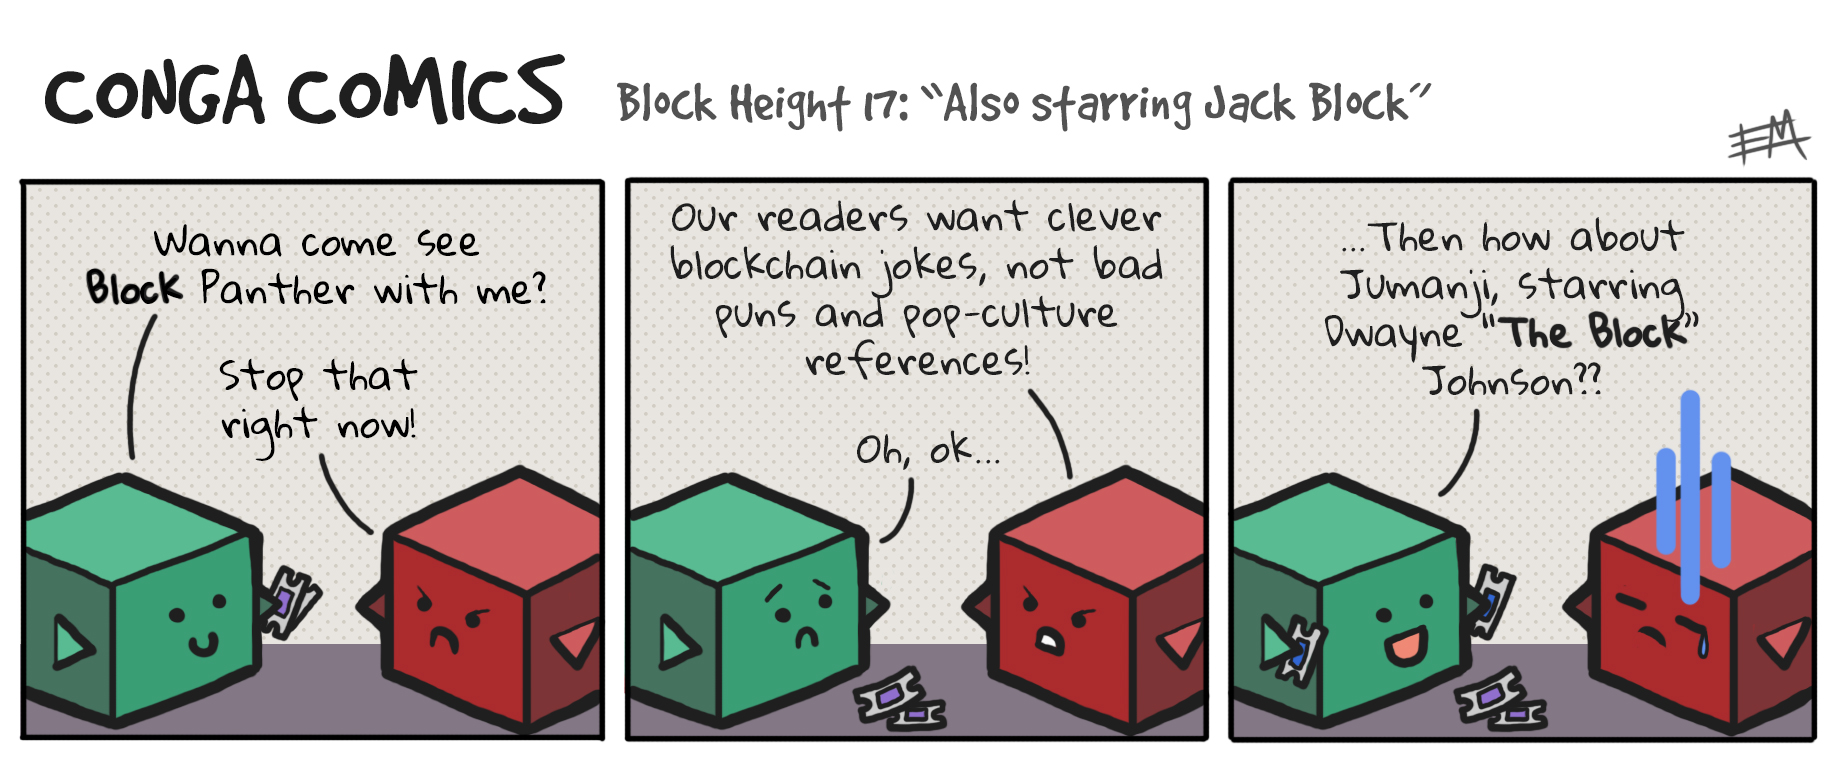 CONGA COMICS
Block Height 17: "Also starring Jack Block"
EM
Wanna come see
Block Panther with me?
Stop that
right now!
Our readers want clever
blockchain jokes, not bad
puns and pop-culture
references!
Oh, ok...
...Then how about
Jumanji, starring
Dwayne "The Block"
Johnson??